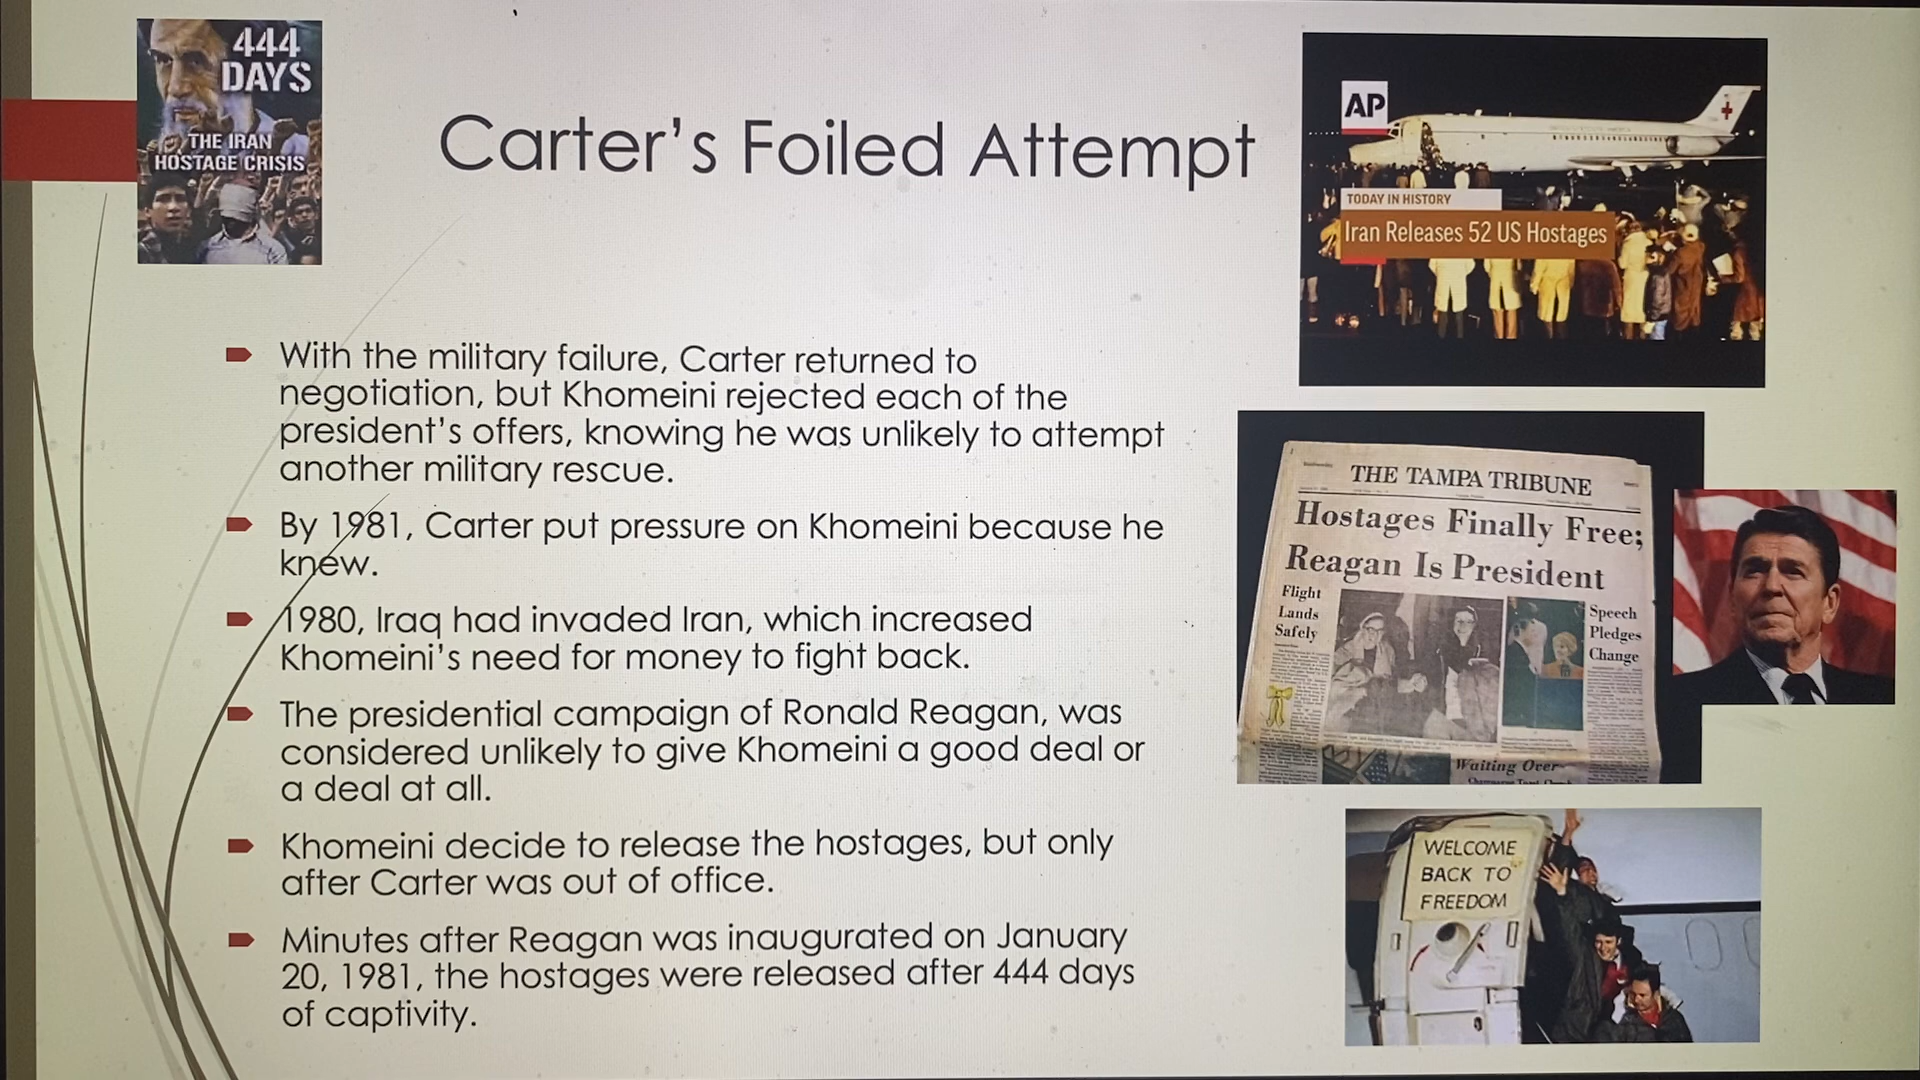 444
DAYS
THE IRAN
HOSTAGE CRISIS
Carter's Foiled Attempt
AP
TODAY IN HISTORY
Iran Releases 52 US Hostages
With the military failure, Carter returned to
negotiation, but Khomeini rejected each of the
president's offers, knowing he was unlikely to attempt
another military rescue.
By 1981, Carter put pressure on Khomeini because he
knew.
1980, Iraq had invaded Iran, which increased
Khomeini's need for money to fight back.
The presidential campaign of Ronald Reagan, was
considered unlikely to give Khomeini a good deal or
a deal at all.
Khomeini decide to release the hostages, but only
after Carter was out of office.
Minutes after Reagan was inaugurated on January
20, 1981, the hostages were released after 444 days
of captivity.
THE TAMPA TRIBUNE
Hostages Finally Free;
Reagan Is President
Flight
Lands
Safely
Speech
Pledges
Change
Waiting Over
WELCOME
BACK TO
FREEDOM